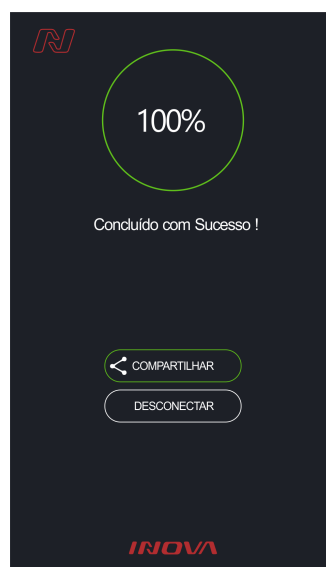 100%
Concluído com Sucesso !
COMPARTILHAR
DESCONECTAR
INOVA